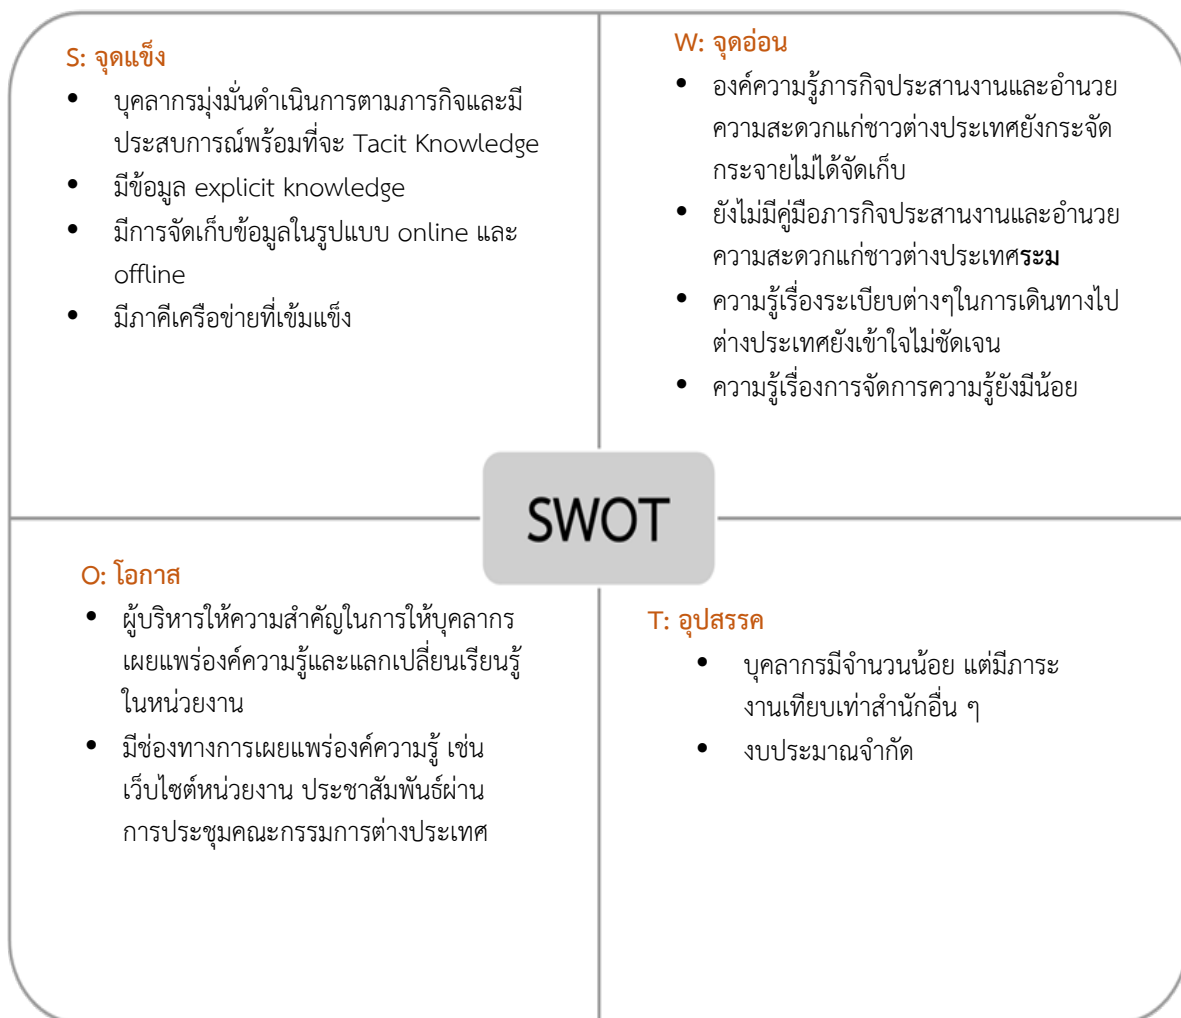 S: จุดแข็ง
• บุคลากรมุ่งมั่นดำเนินการตามภารกิจและมี
ประสบการณ์พร้อมที่จะ Tacit Knowledge
• มีข้อมูล explicit knowledge
• มีการจัดเก็บข้อมูลในรูปแบบ online และ
offline
• มีภาคีเครือข่ายที่เข้มแข็ง
W: จุดอ่อน
• องค์ความรู้ภารกิจประสานงานและอำนวย
ความสะดวกแก่ชาวต่างประเทศยังกระจัด
กระจายไม่ได้จัดเก็บ
• ยังไม่มีคู่มือภารกิจประสานงานและอำนวย
ความสะดวกแก่ชาวต่างประเทศระม
• ความรู้เรื่องระเบียบต่างๆในการเดินทางไป
ต่างประเทศยังเข้าใจไม่ชัดเจน
• ความรู้เรื่องการจัดการความรู้ยังมีน้อย
SWOT
O: โอกาส
• ผู้บริหารให้ความสำคัญในการให้บุคลากร
เผยแพร่องค์ความรู้และแลกเปลี่ยนเรียนรู้
ในหน่วยงาน
• มีช่องทางการเผยแพร่องค์ความรู้ เช่น
เว็บไซต์หน่วยงาน ประชาสัมพันธ์ผ่าน
การประชุมคณะกรรมการต่างประเทศ
T: อุปสรรค
• บุคลากรมีจำนวนน้อย แต่มีภาระ
งานเทียบเท่าสำนักอื่น ๆ
• งบประมาณจำกัด